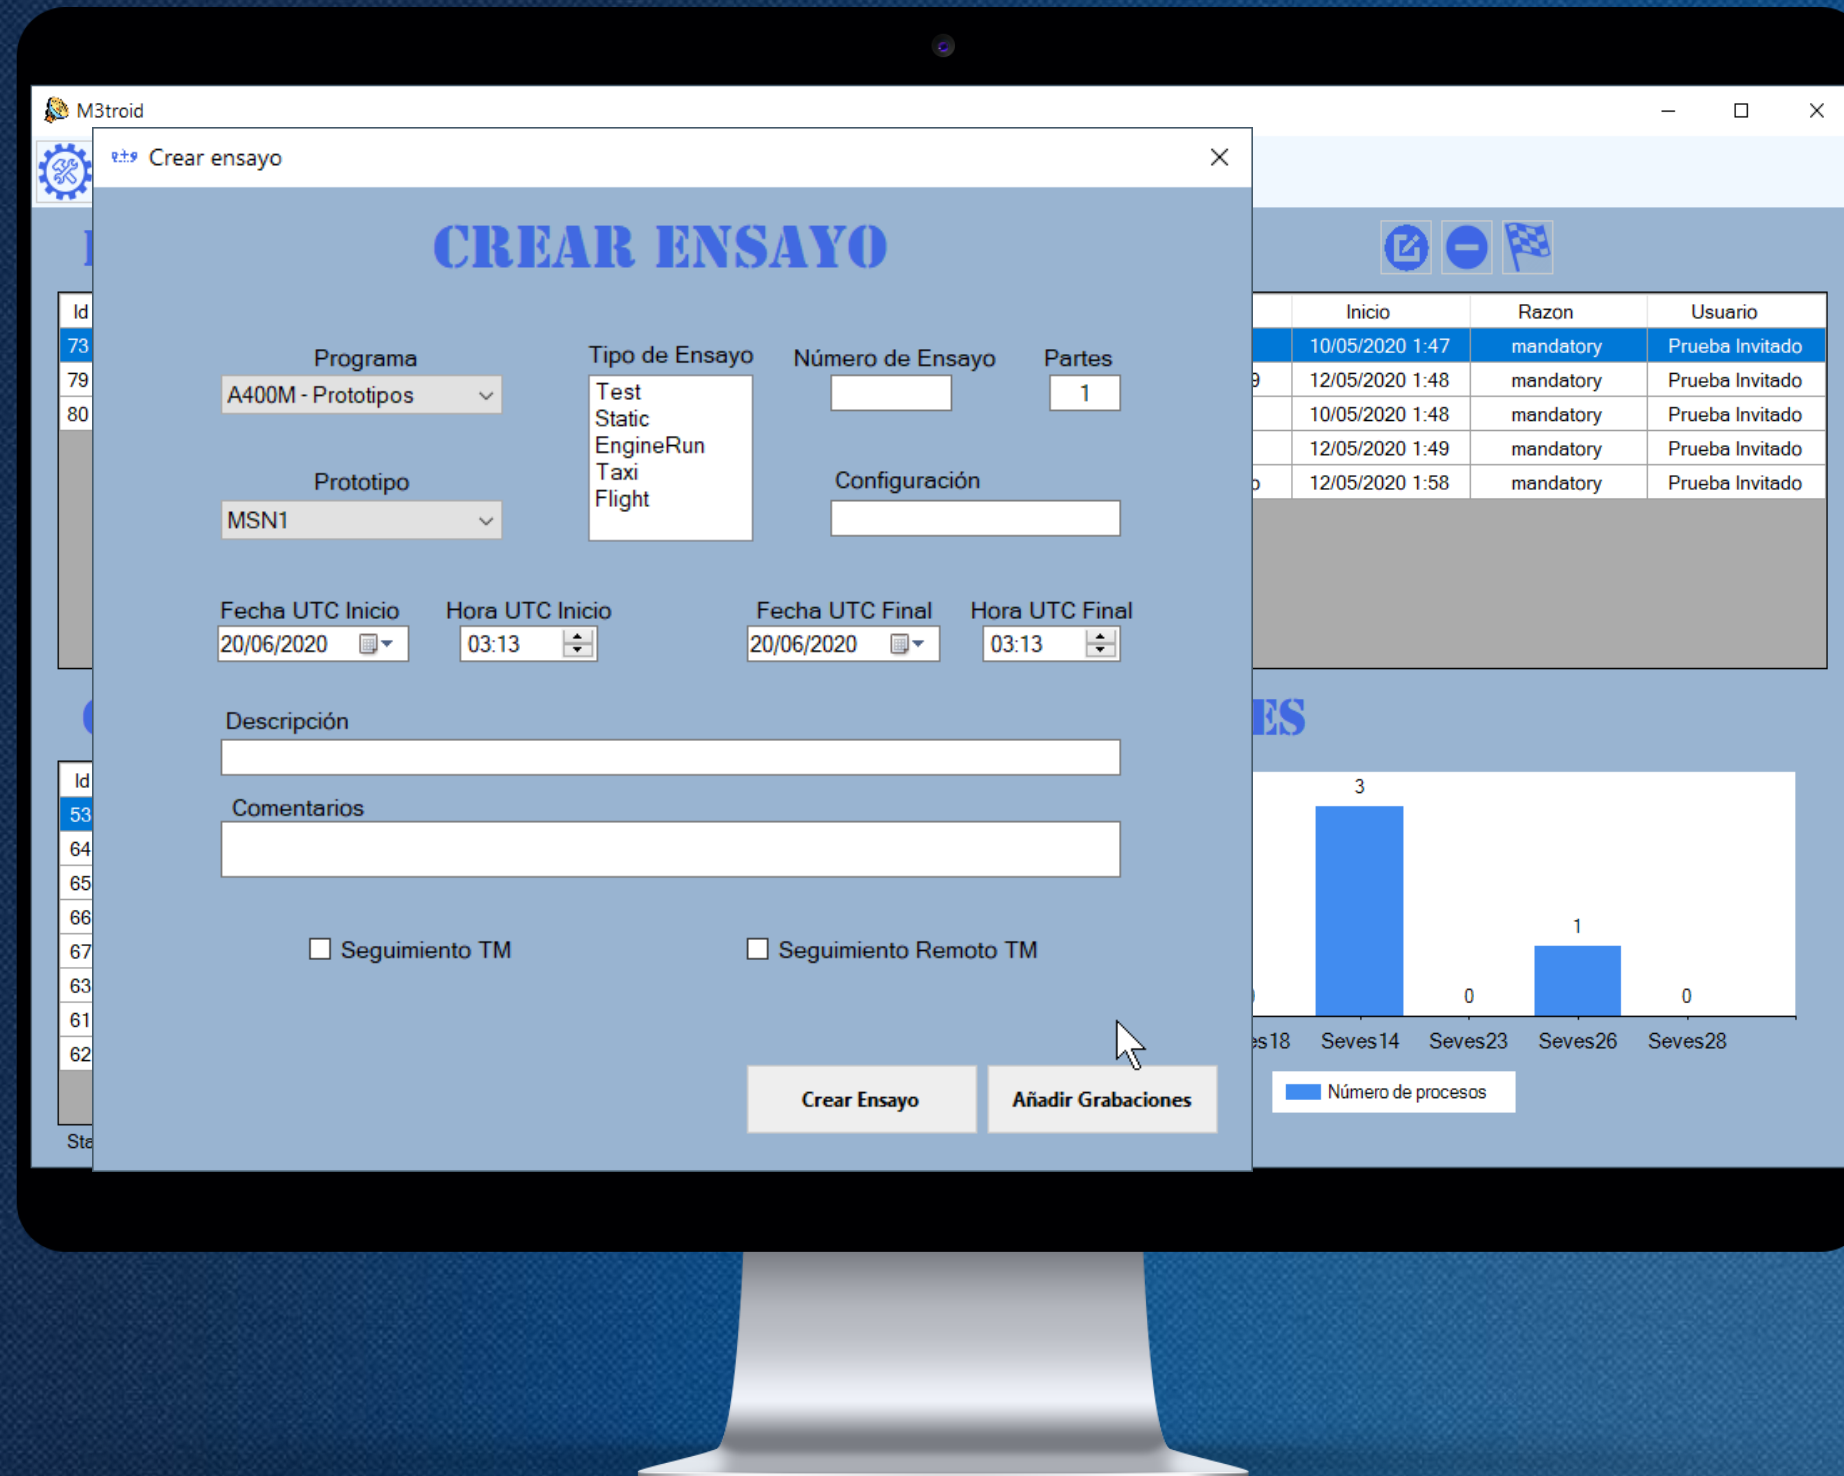 M3troid
Crear ensayo
CREAR ENSAYO
Programa
Tipo de Ensayo
Número de Ensayo
Partes
A400M - Prototipos
Test
Static
EngineRun
Taxi
Flight
1
Prototipo
MSN1
Configuración
Fecha UTC Inicio
Hora UTC Inicio
Fecha UTC Final
Hora UTC Final
20/06/2020
03:13
20/06/2020
03:13
Descripción
Comentarios
Seguimiento TM
Seguimiento Remoto TM
Crear Ensayo
Añadir Grabaciones
Id
73
79
80
Id
53
64
65
66
67
63
61
62
Inicio Razon Usuario
10/05/2020 1:47 mandatory Prueba Invitado
9 12/05/2020 1:48 mandatory Prueba Invitado
10/05/2020 1:48 mandatory Prueba Invitado
12/05/2020 1:49 mandatory Prueba Invitado
12/05/2020 1:58 mandatory Prueba Invitado
ES
3
0
1
0
es18 Seves14 Seves23 Seves26 Seves28
Número de procesos